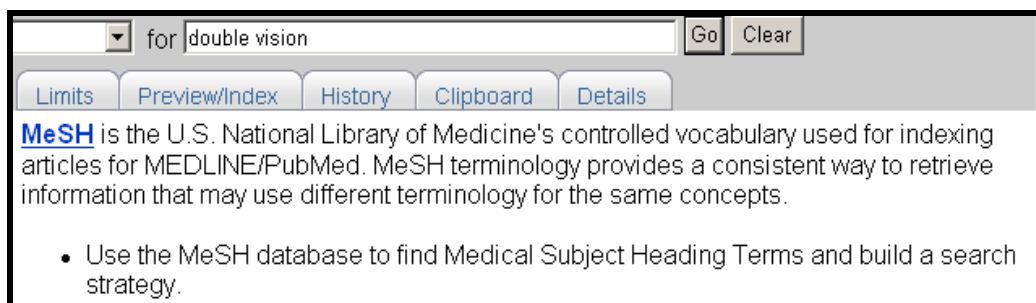 for double vision Go Clear
Limits Preview/Index History Clipboard Details
MeSH is the U.S. National Library of Medicine's controlled vocabulary used for indexing
articles for MEDLINE/PubMed. MeSH terminology provides a consistent way to retrieve
information that may use different terminology for the same concepts.
• Use the MeSH database to find Medical Subject Heading Terms and build a search
strategy.